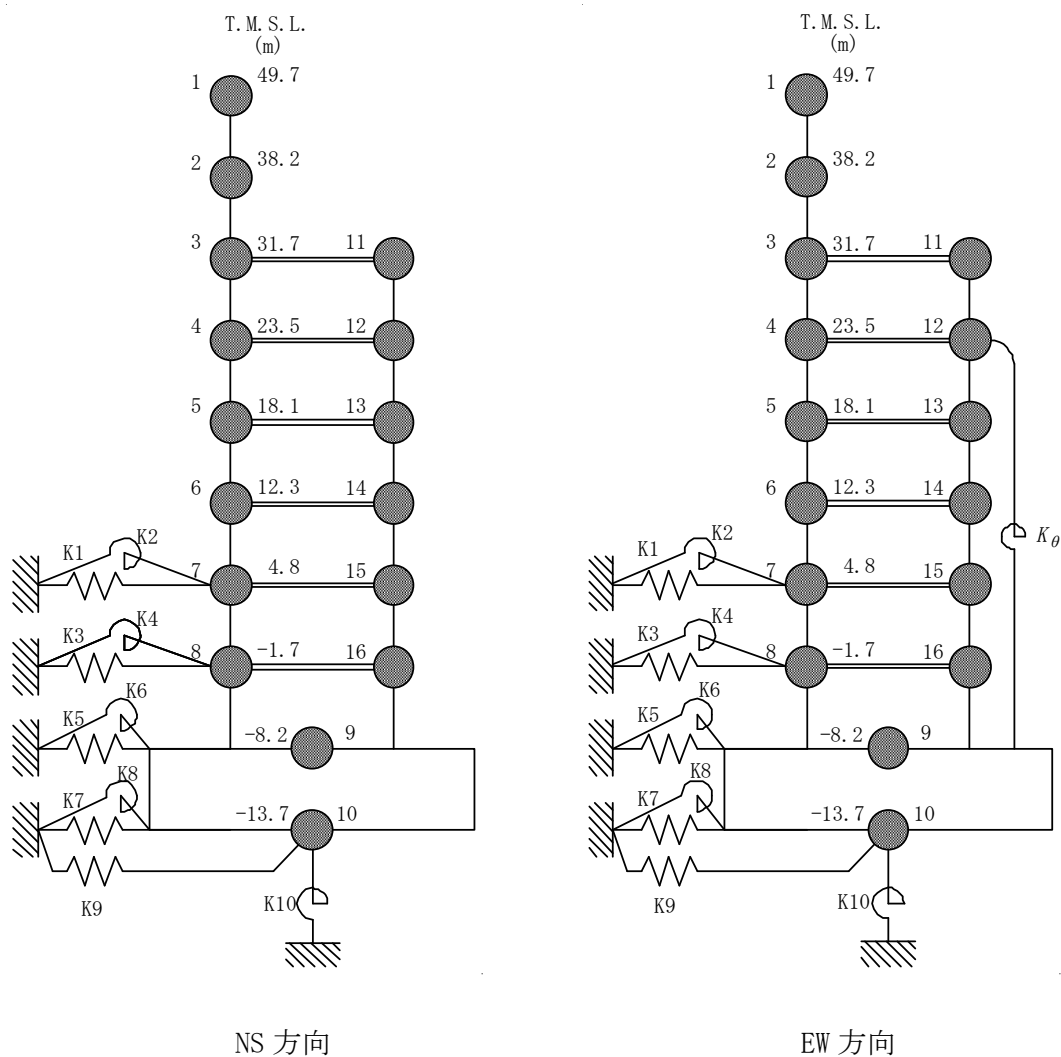 T.M.S.L.
(m)
1 49.7
2 38.2
3 31.7 11
4 23.5 12
5 18.1 13
6 12.3 14
K1 K2 7 4.8 15
K3 K4 8 -1.7 16
K5 K6 -8.2 9
K7 K8 -13.7 10
K9 K10
NS 方向
T.M.S.L.
(m)
1 49.7
2 38.2
3 31.7 11
4 23.5 12
5 18.1 13
6 12.3 14
Kθ
K1 K2 7 4.8 15
K3 K4 8 -1.7 16
K5 K6 -8.2 9
K7 K8 -13.7 10
K9 K10
EW 方向